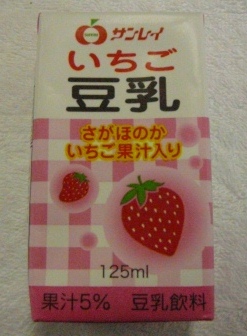 サンレイ
いちご
豆乳
さがほのか
いちご果汁入り
125ml
果汁5% 豆乳飲料